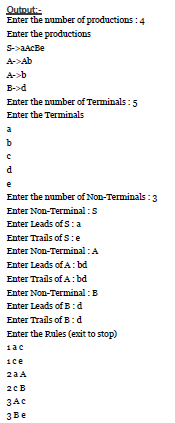 Output:-
Enter the number of productions : 4
Enter the productions
S->aAcBe
A->Ab
A->b
B->d
Enter the number of Terminals : 5
Enter the Terminals
a
b
c
d
e
Enter the number of Non-Terminals : 3
Enter Non-Terminal : S
Enter Leads of S : a
Enter Trails of S : e
Enter Non-Terminal : A
Enter Leads of A : bd
Enter Trails of A : bd
Enter Non-Terminal : B
Enter Leads of B : d
Enter Trails of B : d
Enter the Rules (exit to stop)
1 a c
1 c e
2 a A
2 c B
3 A c
3 B e